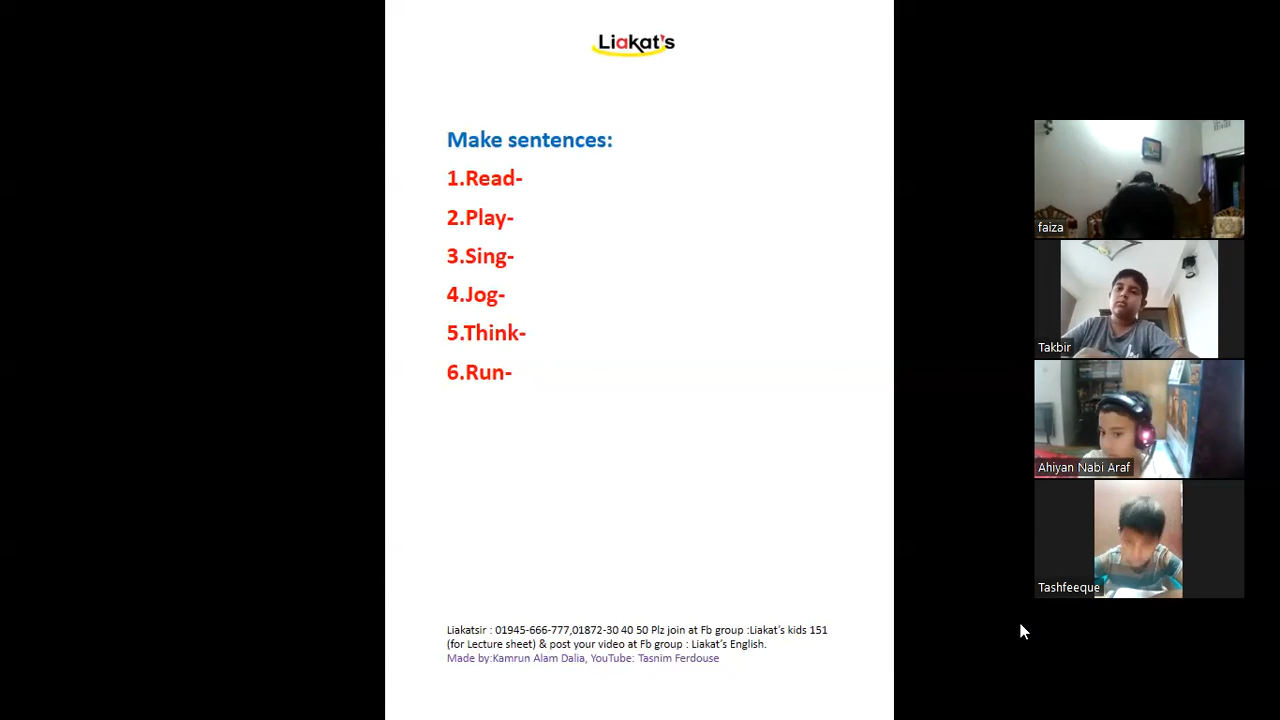 Liakat's
Make sentences:
1.Read-
2.Play-
3.Sing-
4.Jog-
5.Think-
6.Run-
Liakatsir : 01945-666-777,01872-30 40 50 Plz join at Fb group :Liakat's kids 151
(for Lecture sheet) & post your video at Fb group : Liakat's English.
Made by:Kamrun Alam Dalia, YouTube: Tasnim Ferdouse
faiza
Takbir
Ahiyan Nabi Araf
Tashfeeque